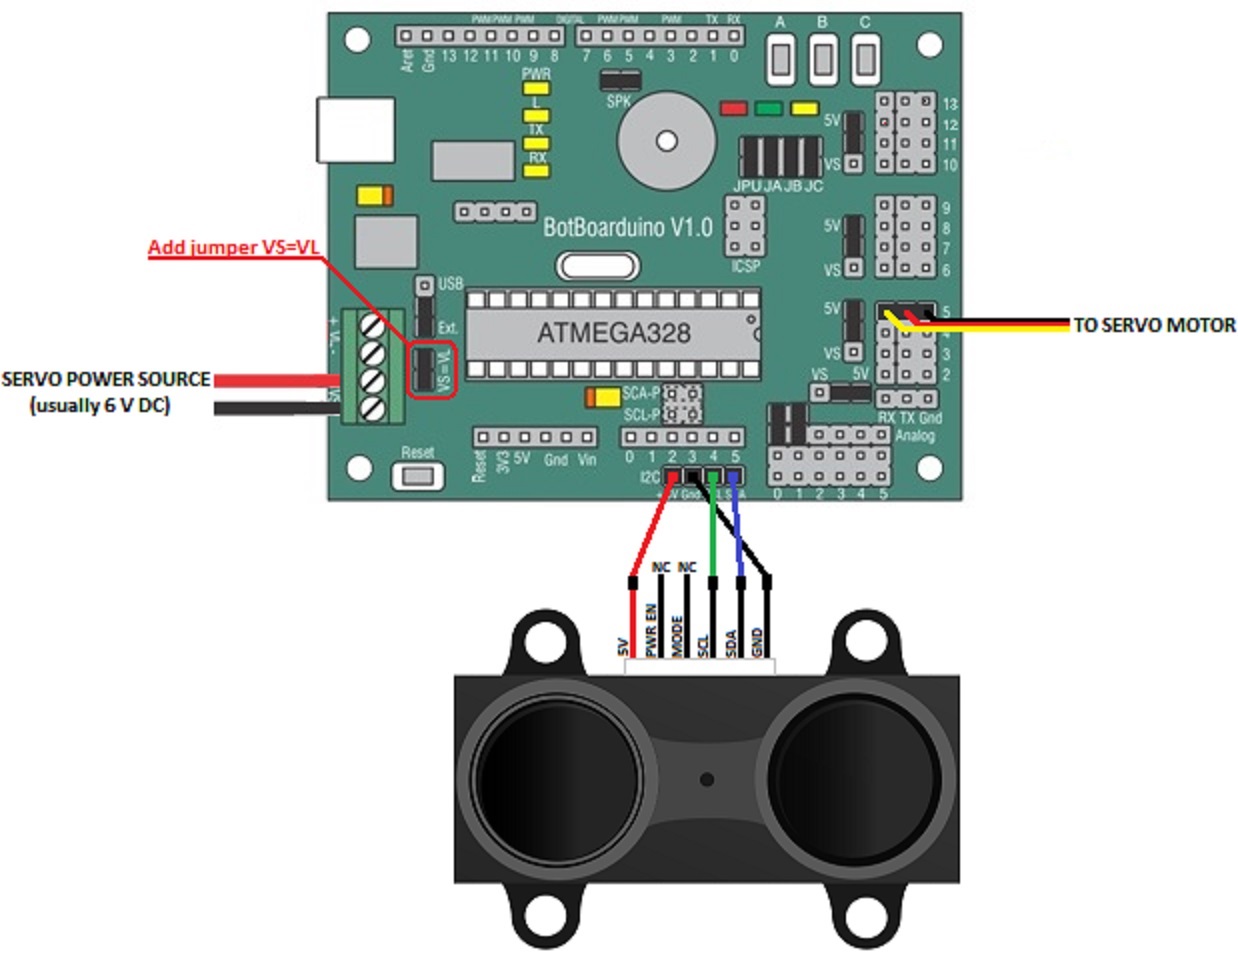 PWM PWM PWM DIGITAL PWM PWM PWM TX RX
A B C
Aref Gnd 13 12 11 10 9 8 7 6 5 4 3 2 1 0
PWR
L
TX
RX
SPK
5V
VS
13
12
11
10
JPU JA JB JC
BotBoarduino V1.0
ICSP
5V
VS
9
8
7
6
Add jumper VS=VL
USB
Ext.
VS=VL
ATMEGA328
5V
VS
5
4
3
2
TO SERVO MOTOR
SERVO POWER SOURCE
(usually 6 V DC)
VS
VS 5V
SCA-P
SCL-P
RX TX Gnd
Analog
Reset
Reset 3V3 5V Gnd Vin
0 1 2 3 4 5
I2C
Gnd
0 1 2 3 4 5
NC NC
5V
PWR EN
MODE
SCL
SDA
GND